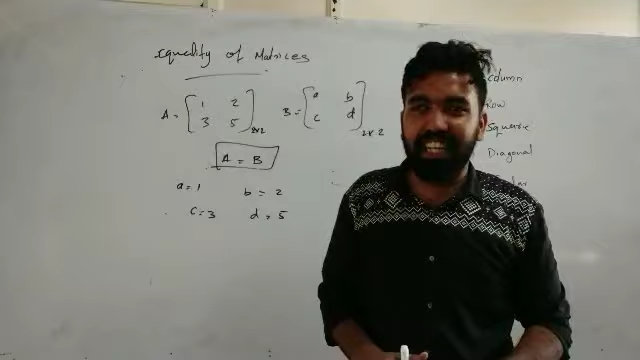 Equality of Matrices
A = [ 1 2 B = [ a b
3 5 ]2x2 c d ]2x2
A = B
a = 1 b = 2
c = 3 d = 5
column
Row
Square
Diagonal